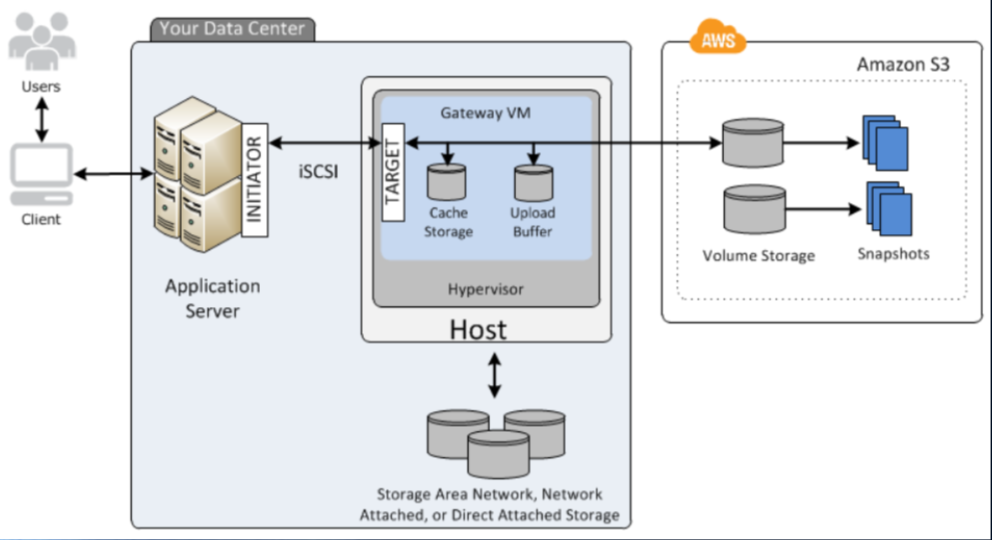 Your Data Center
AWS
Amazon S3
Users
Client
INITIATOR
iSCSI
TARGET
Gateway VM
Cache
Storage
Upload
Buffer
Hypervisor
Host
Application
Server
Volume Storage
Snapshots
Storage Area Network, Network
Attached, or Direct Attached Storage